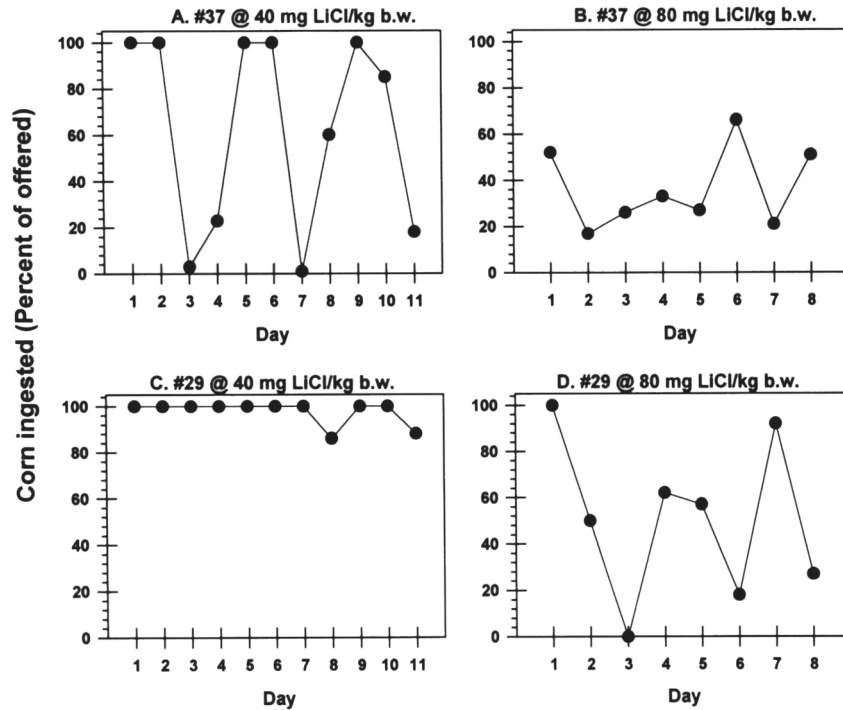 Corn ingested (Percent of offered)
A. #37 @ 40 mg LiCl/kg b.w.
100
80
60
40
20
0
1 2 3 4 5 6 7 8 9 10 11
Day
B. #37 @ 80 mg LiCl/kg b.w.
100
80
60
40
20
0
1 2 3 4 5 6 7 8
Day
C. #29 @ 40 mg LiCl/kg b.w.
100
80
60
40
20
0
1 2 3 4 5 6 7 8 9 10 11
Day
D. #29 @ 80 mg LiCl/kg b.w.
100
80
60
40
20
0
1 2 3 4 5 6 7 8
Day